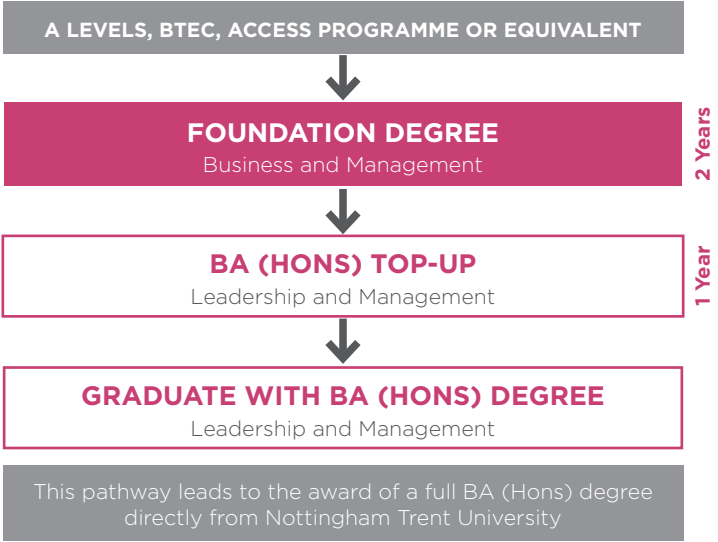 A LEVELS, BTEC, ACCESS PROGRAMME OR EQUIVALENT
FOUNDATION DEGREE
Business and Management
2 Years
BA (HONS) TOP-UP
Leadership and Management
1 Year
GRADUATE WITH BA (HONS) DEGREE
Leadership and Management
This pathway leads to the award of a full BA (Hons) degree
directly from Nottingham Trent University